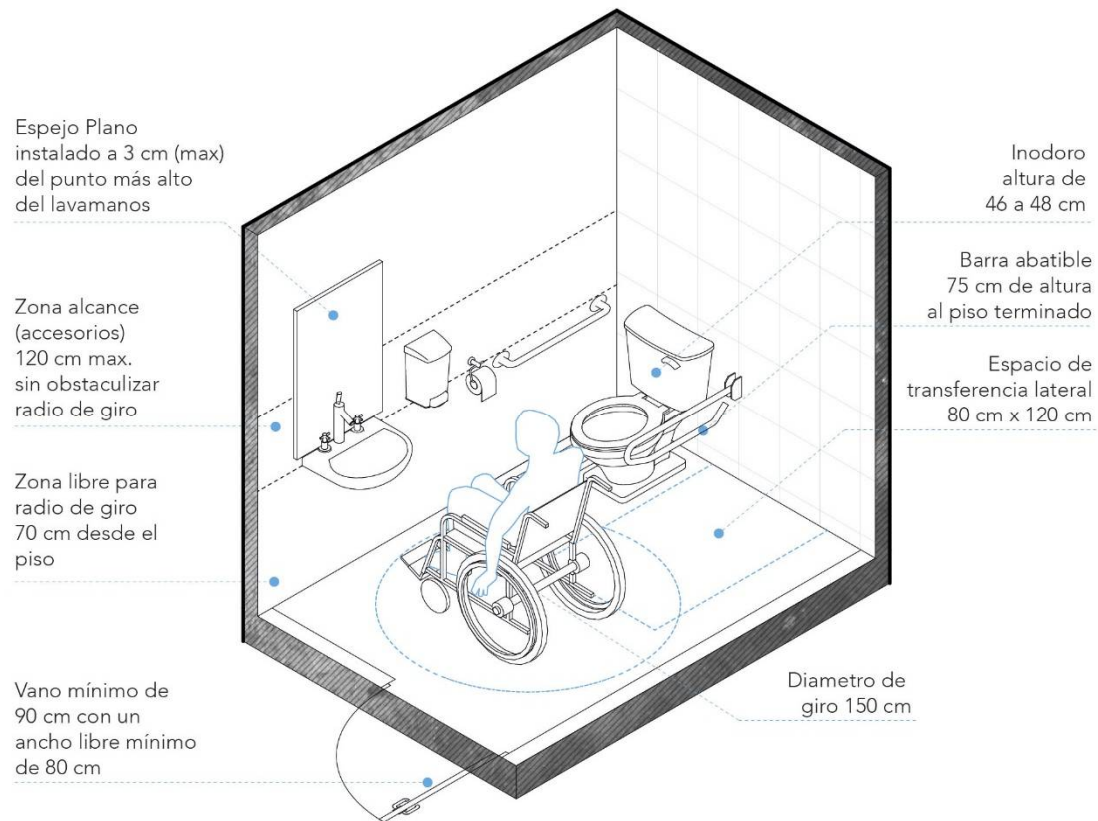 Espejo Plano
instalado a 3 cm (max)
del punto más alto
del lavamanos
Zona alcance
(accesorios)
120 cm max.
sin obstaculizar
radio de giro
Zona libre para
radio de giro
70 cm desde el
piso
Vano mínimo de
90 cm con un
ancho libre mínimo
de 80 cm
Inodoro
altura de
46 a 48 cm
Barra abatible
75 cm de altura
al piso terminado
Espacio de
transferencia lateral
80 cm x 120 cm
Diametro de
giro 150 cm